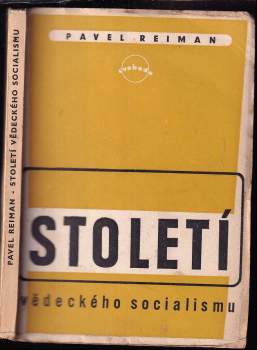 PAVEL REIMAN - STOLETÍ VĚDECKÉHO SOCIALISMU
PAVEL REIMAN
svoboda
STOLETÍ
vědeckého socialismu